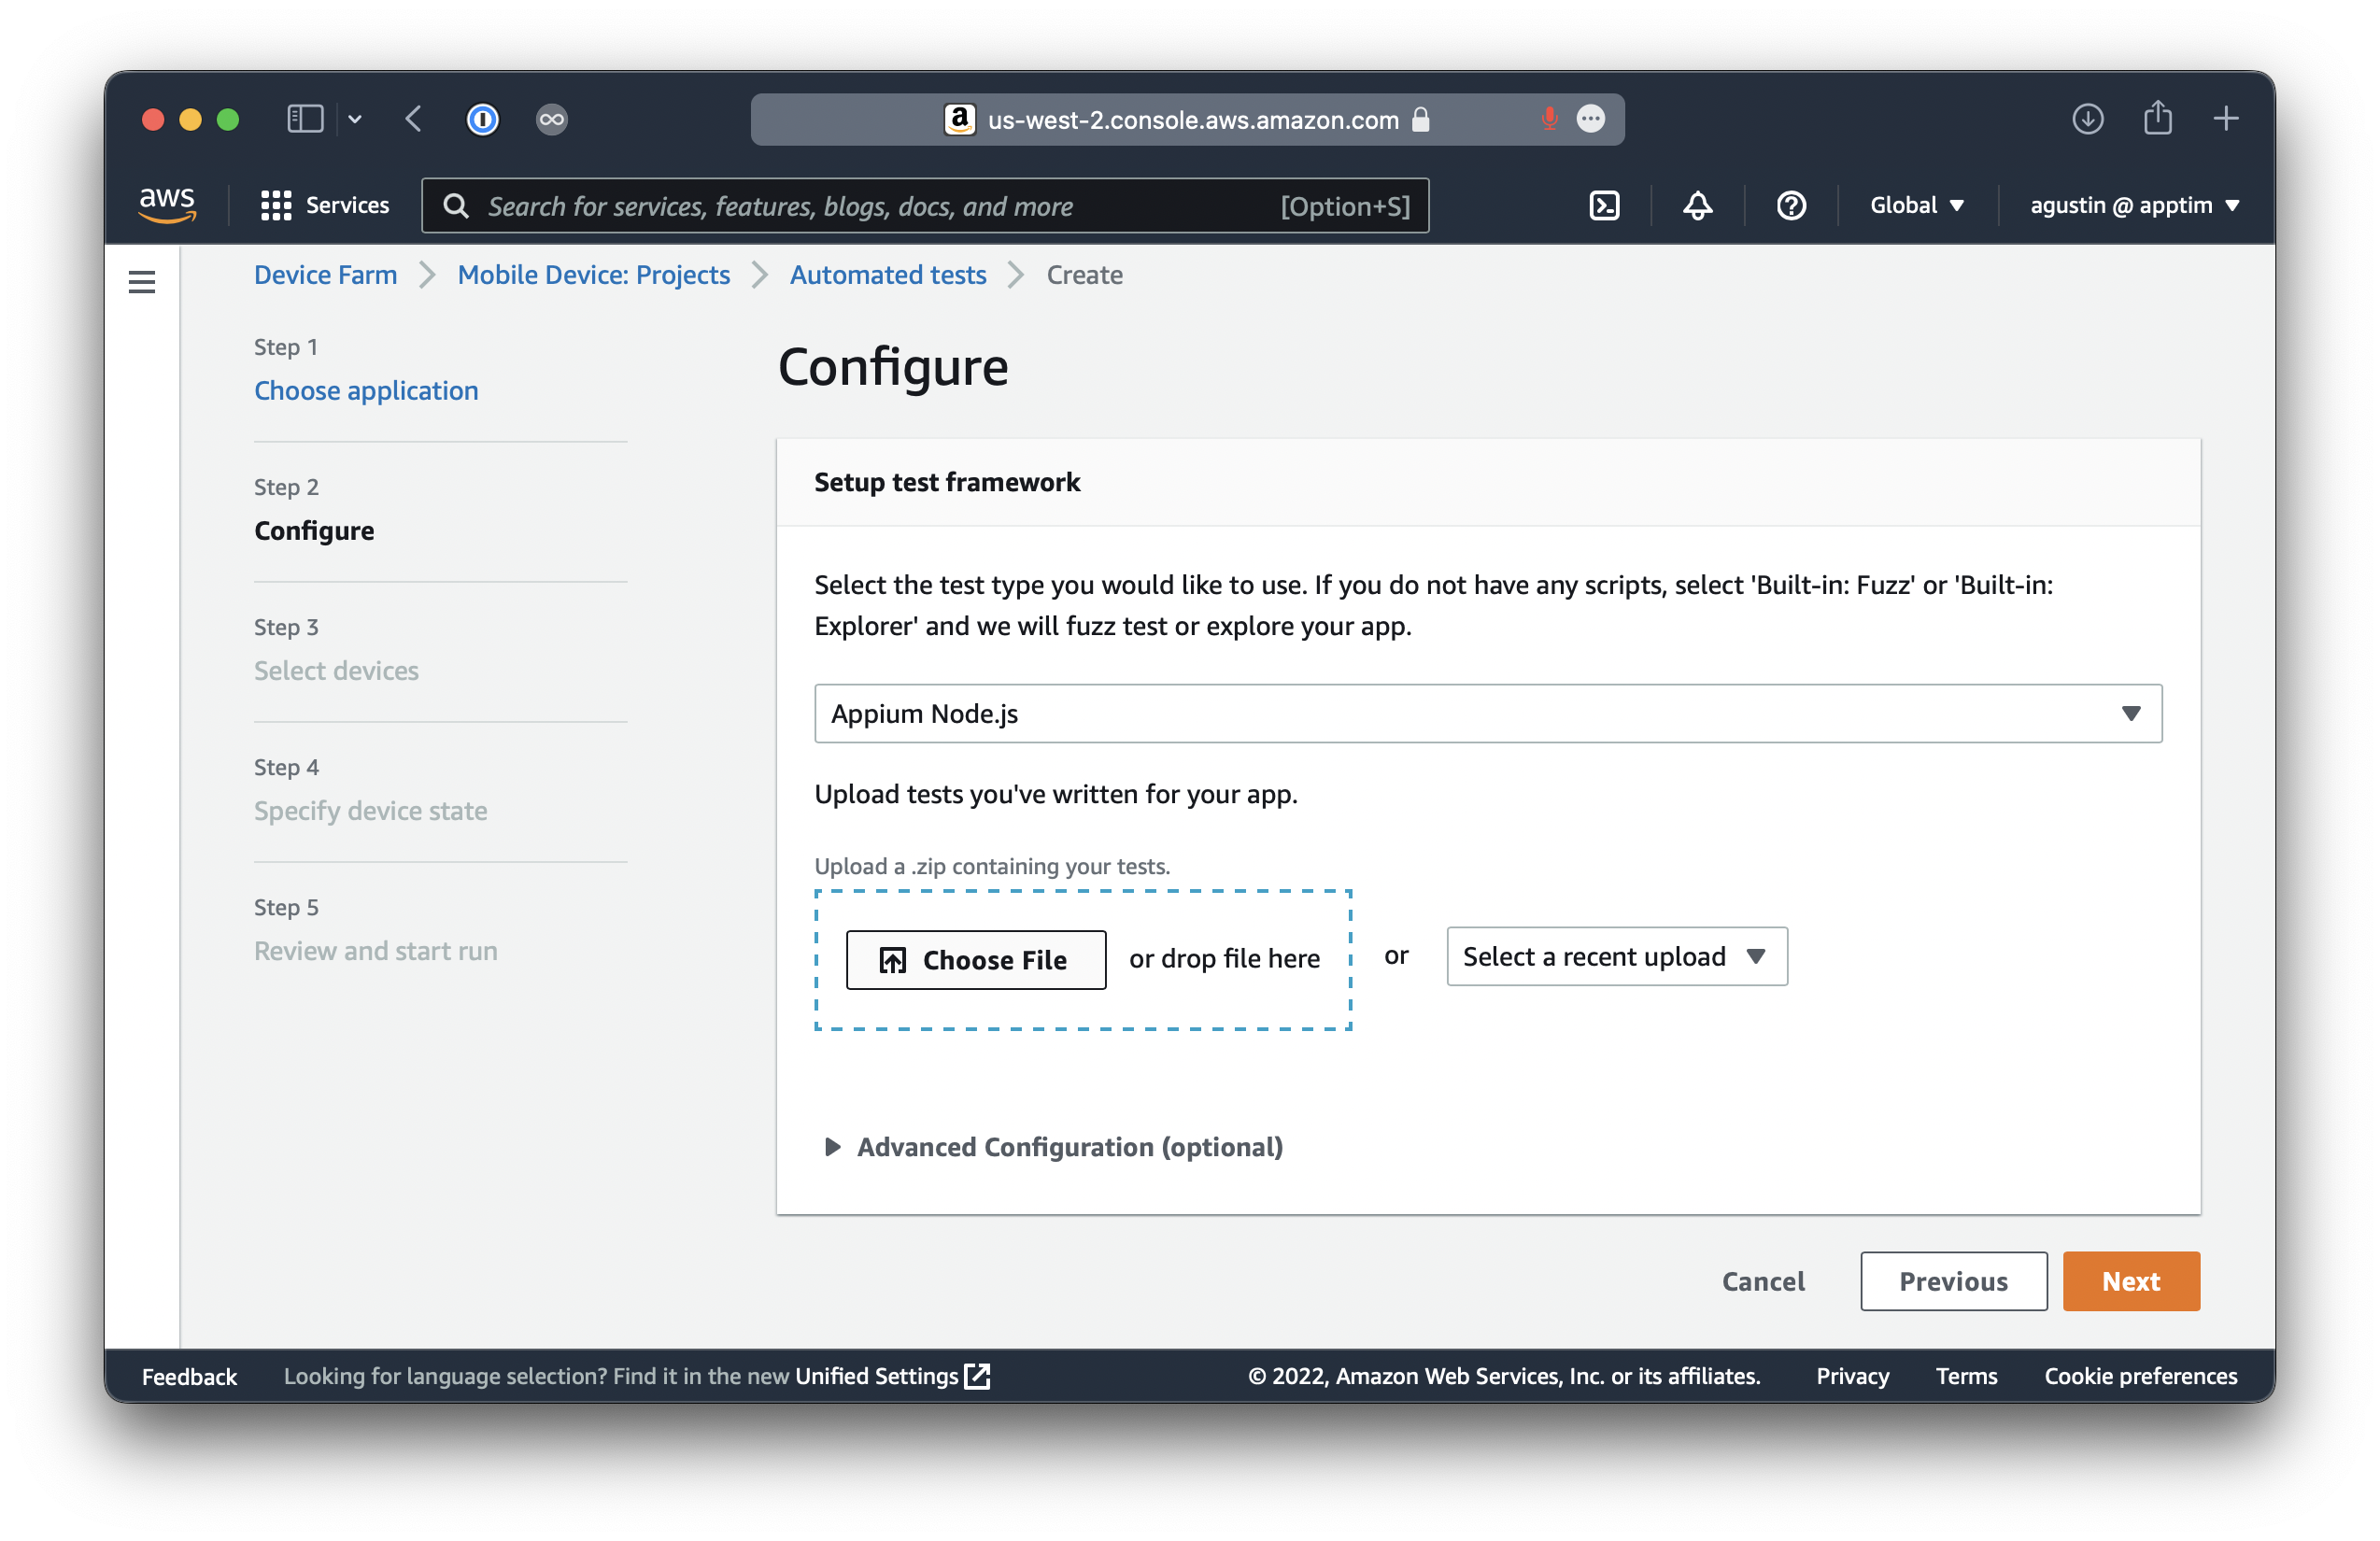 us-west-2.console.aws.amazon.com
aws
Services
Search for services, features, blogs, docs, and more
[Option+S]
Global
agustin @ apptim
Device Farm
Mobile Device: Projects
Automated tests
Create
Step 1
Choose application
Step 2
Configure
Step 3
Select devices
Step 4
Specify device state
Step 5
Review and start run
Configure
Setup test framework
Select the test type you would like to use. If you do not have any scripts, select 'Built-in: Fuzz' or 'Built-in:
Explorer' and we will fuzz test or explore your app.
Appium Node.js
Upload tests you've written for your app.
Upload a .zip containing your tests.
Choose File
or drop file here
or
Select a recent upload
Advanced Configuration (optional)
Cancel
Previous
Next
Feedback
Looking for language selection? Find it in the new Unified Settings
© 2022, Amazon Web Services, Inc. or its affiliates.
Privacy
Terms
Cookie preferences